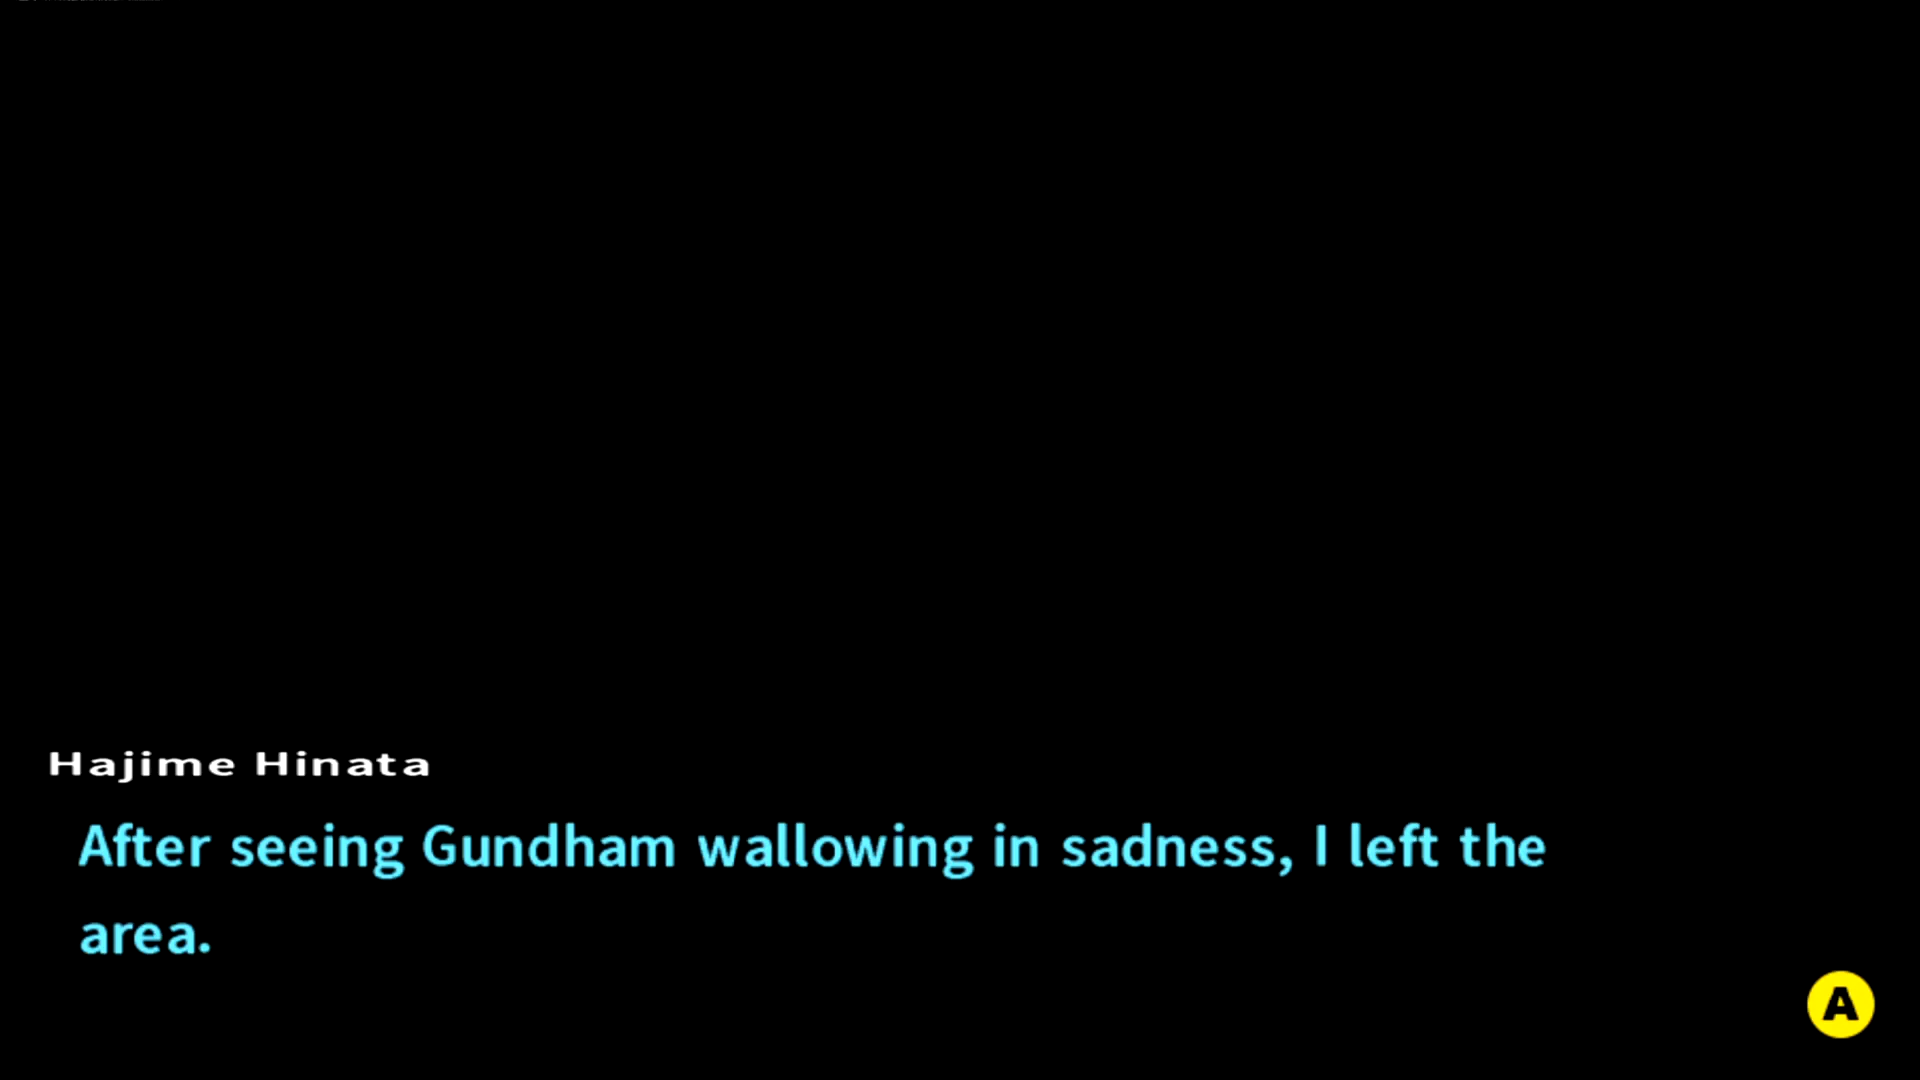 Hajime Hinata
After seeing Gundham wallowing in sadness, I left the
area.
A